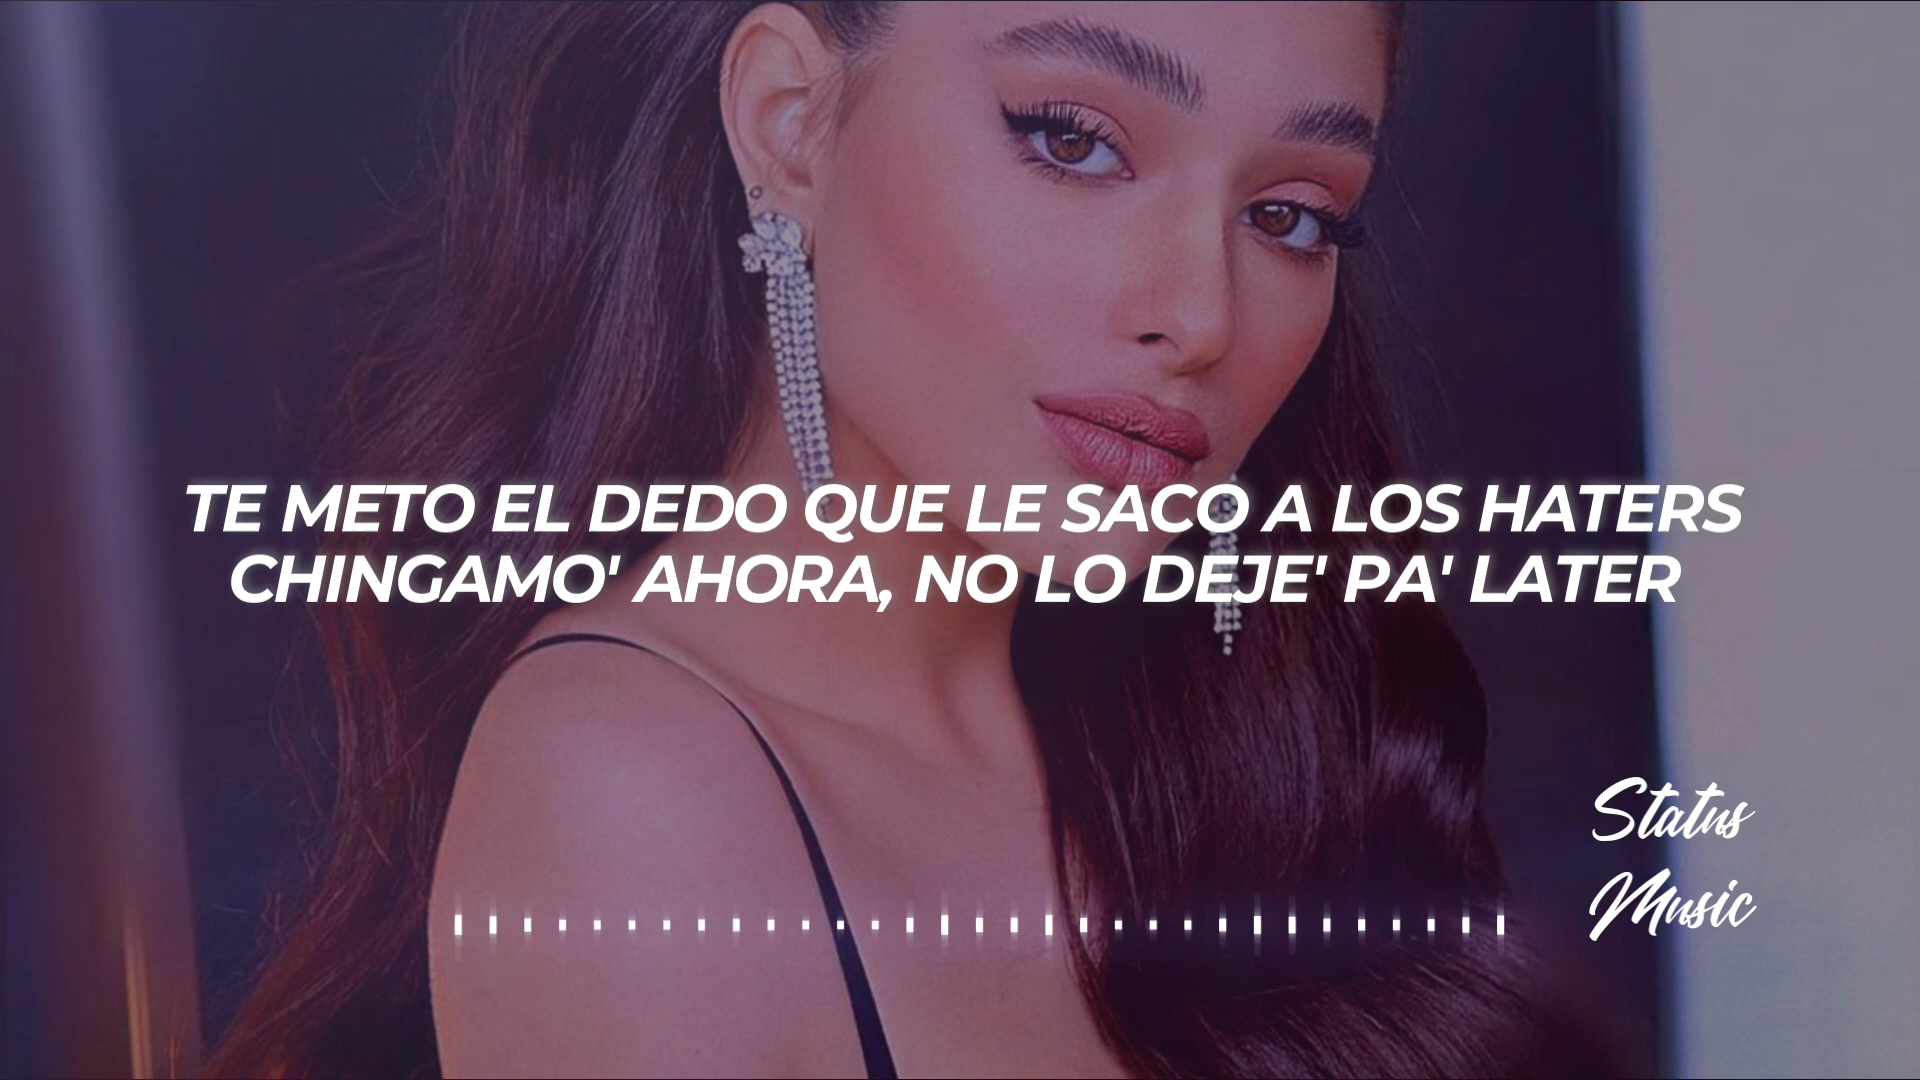 TE METO EL DEDO QUE LE SACO A LOS HATERS
CHINGAMO' AHORA, NO LO DEJE' PA' LATER
Status
Music